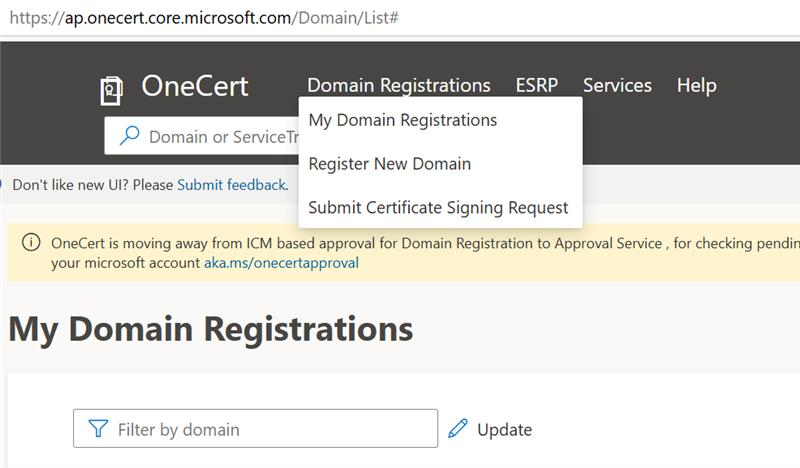 https://ap.onecert.core.microsoft.com/Domain/List#
OneCert Domain Registrations ESRP Services Help
Domain or ServiceTr
My Domain Registrations
Register New Domain
Submit Certificate Signing Request
Don't like new UI? Please Submit feedback.
OneCert is moving away from ICM based approval for Domain Registration to Approval Service , for checking pendin
your microsoft account aka.ms/onecertapproval
My Domain Registrations
Filter by domain Update